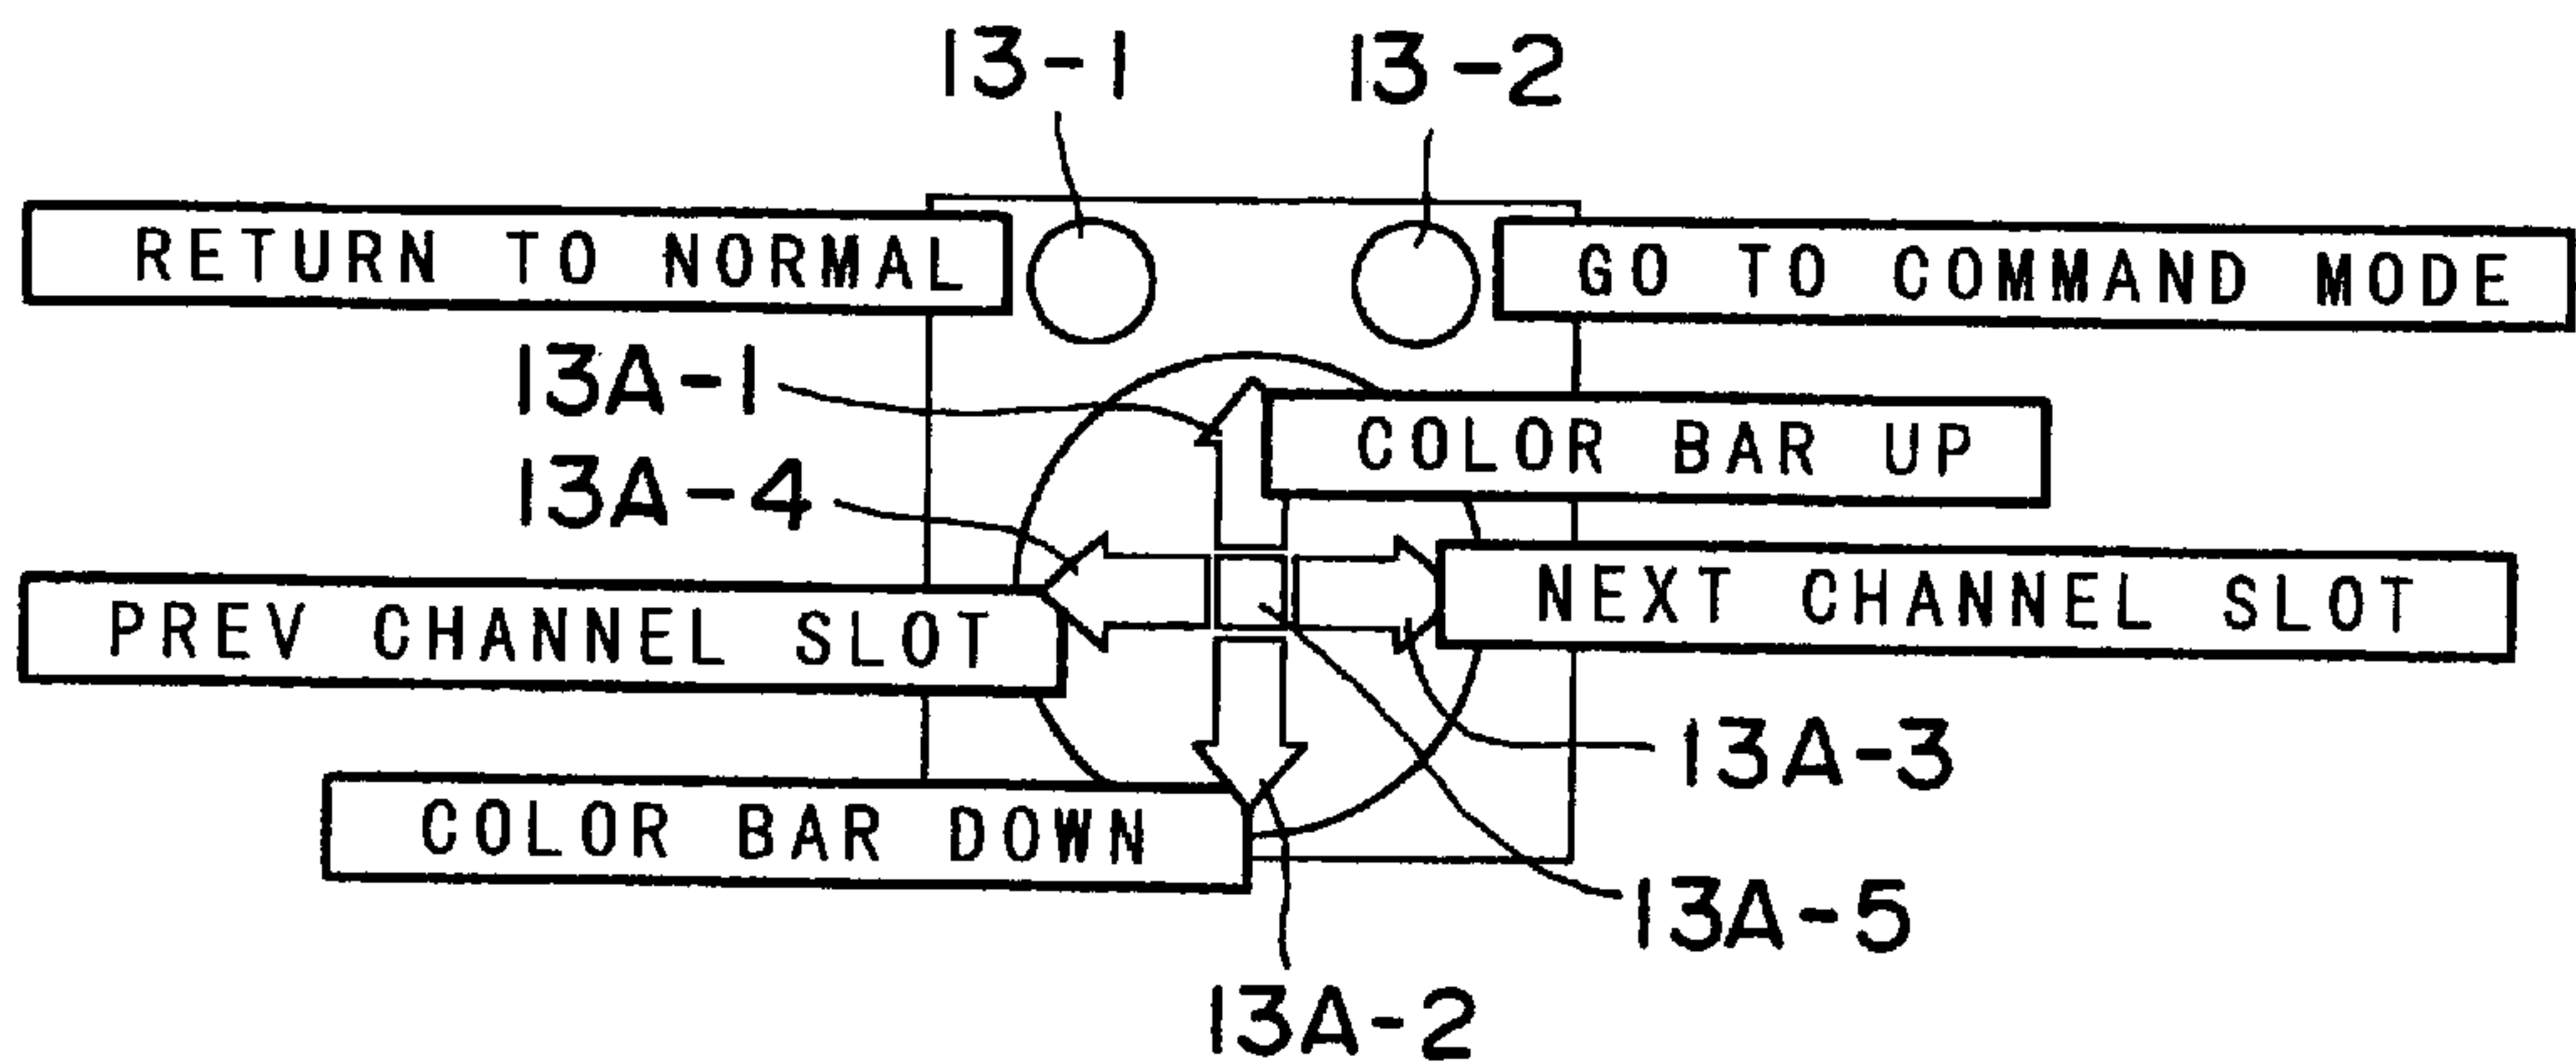 13-1 13-2
RETURN TO NORMAL
GO TO COMMAND MODE
13A-1
COLOR BAR UP
13A-4
PREV CHANNEL SLOT
NEXT CHANNEL SLOT
13A-3
COLOR BAR DOWN
13A-5
13A-2